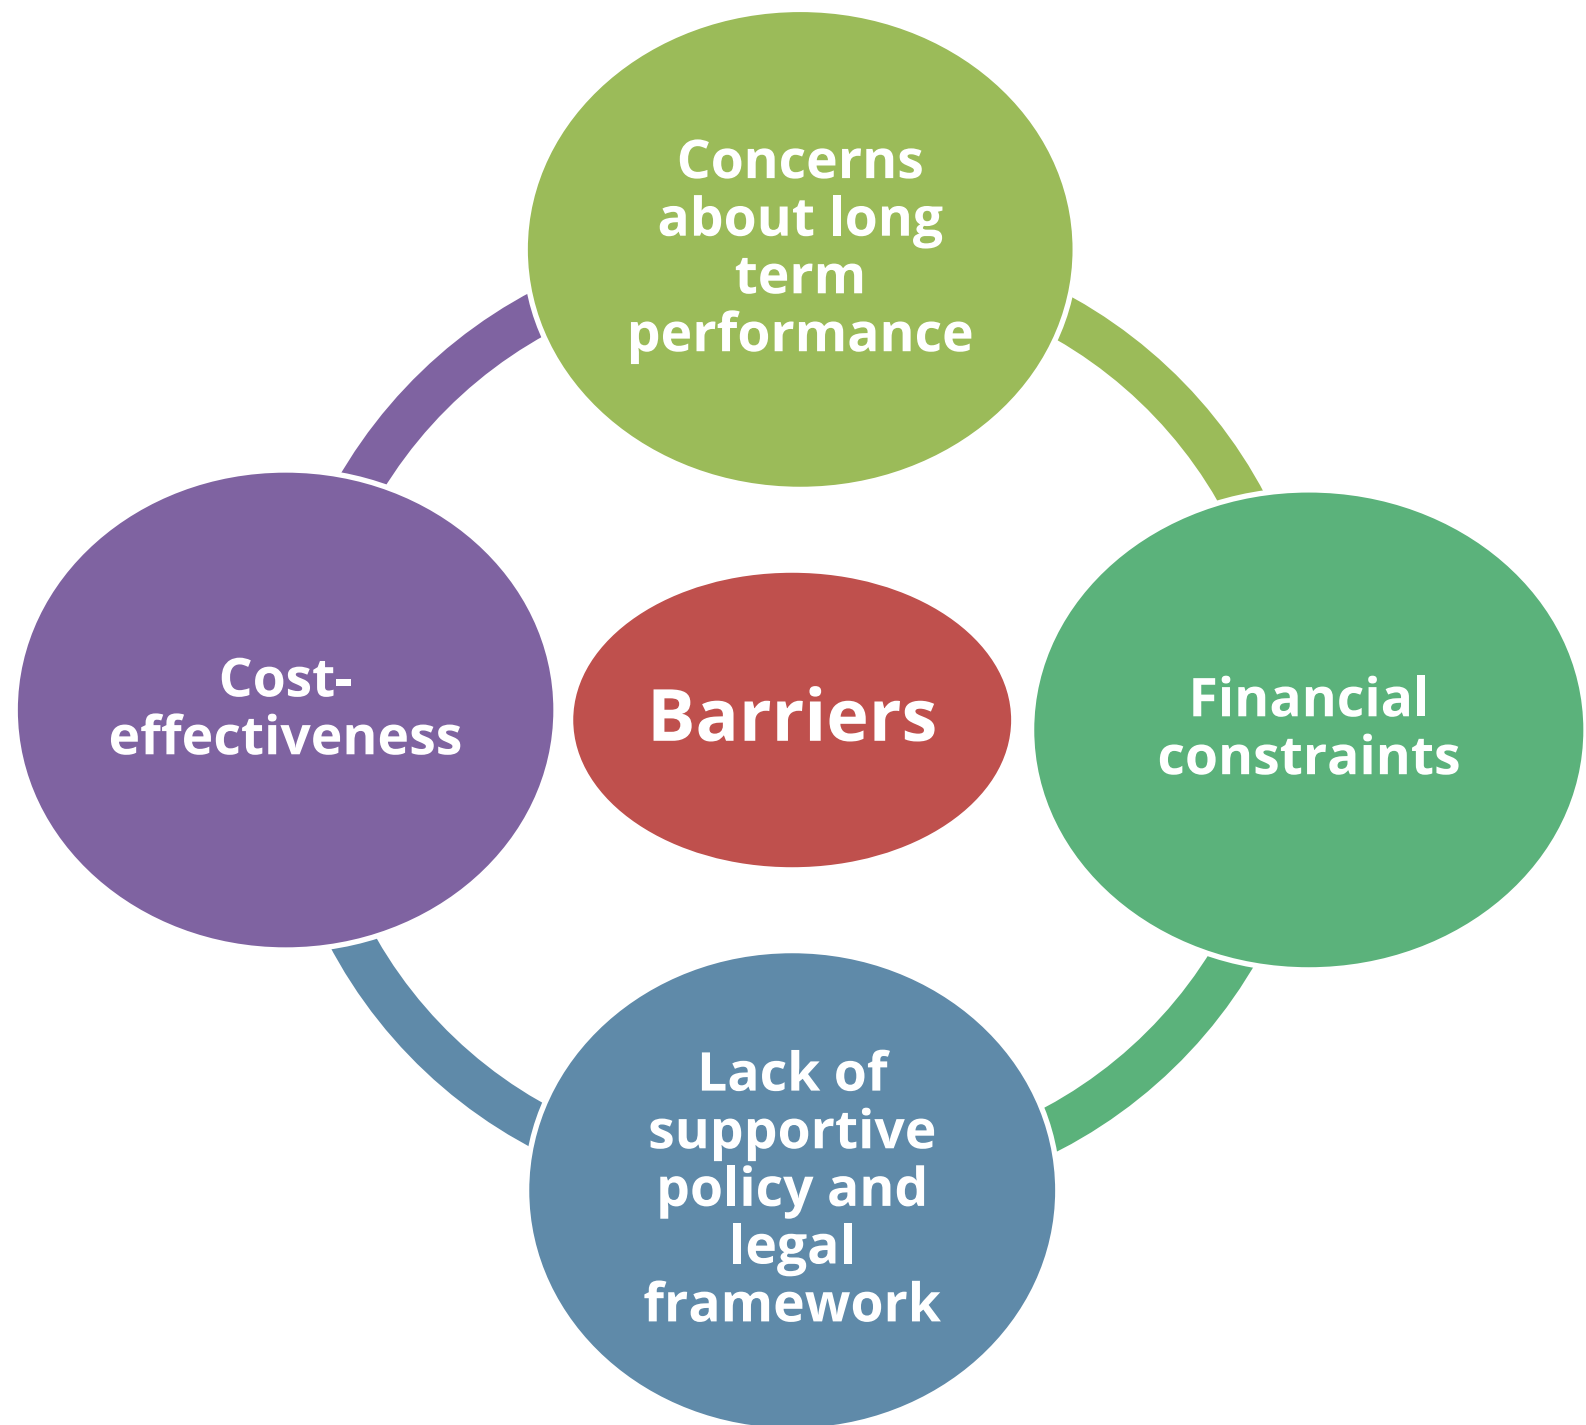 Concerns
about long
term
performance
Cost-
effectiveness
Barriers
Financial
constraints
Lack of
supportive
policy and
legal
framework